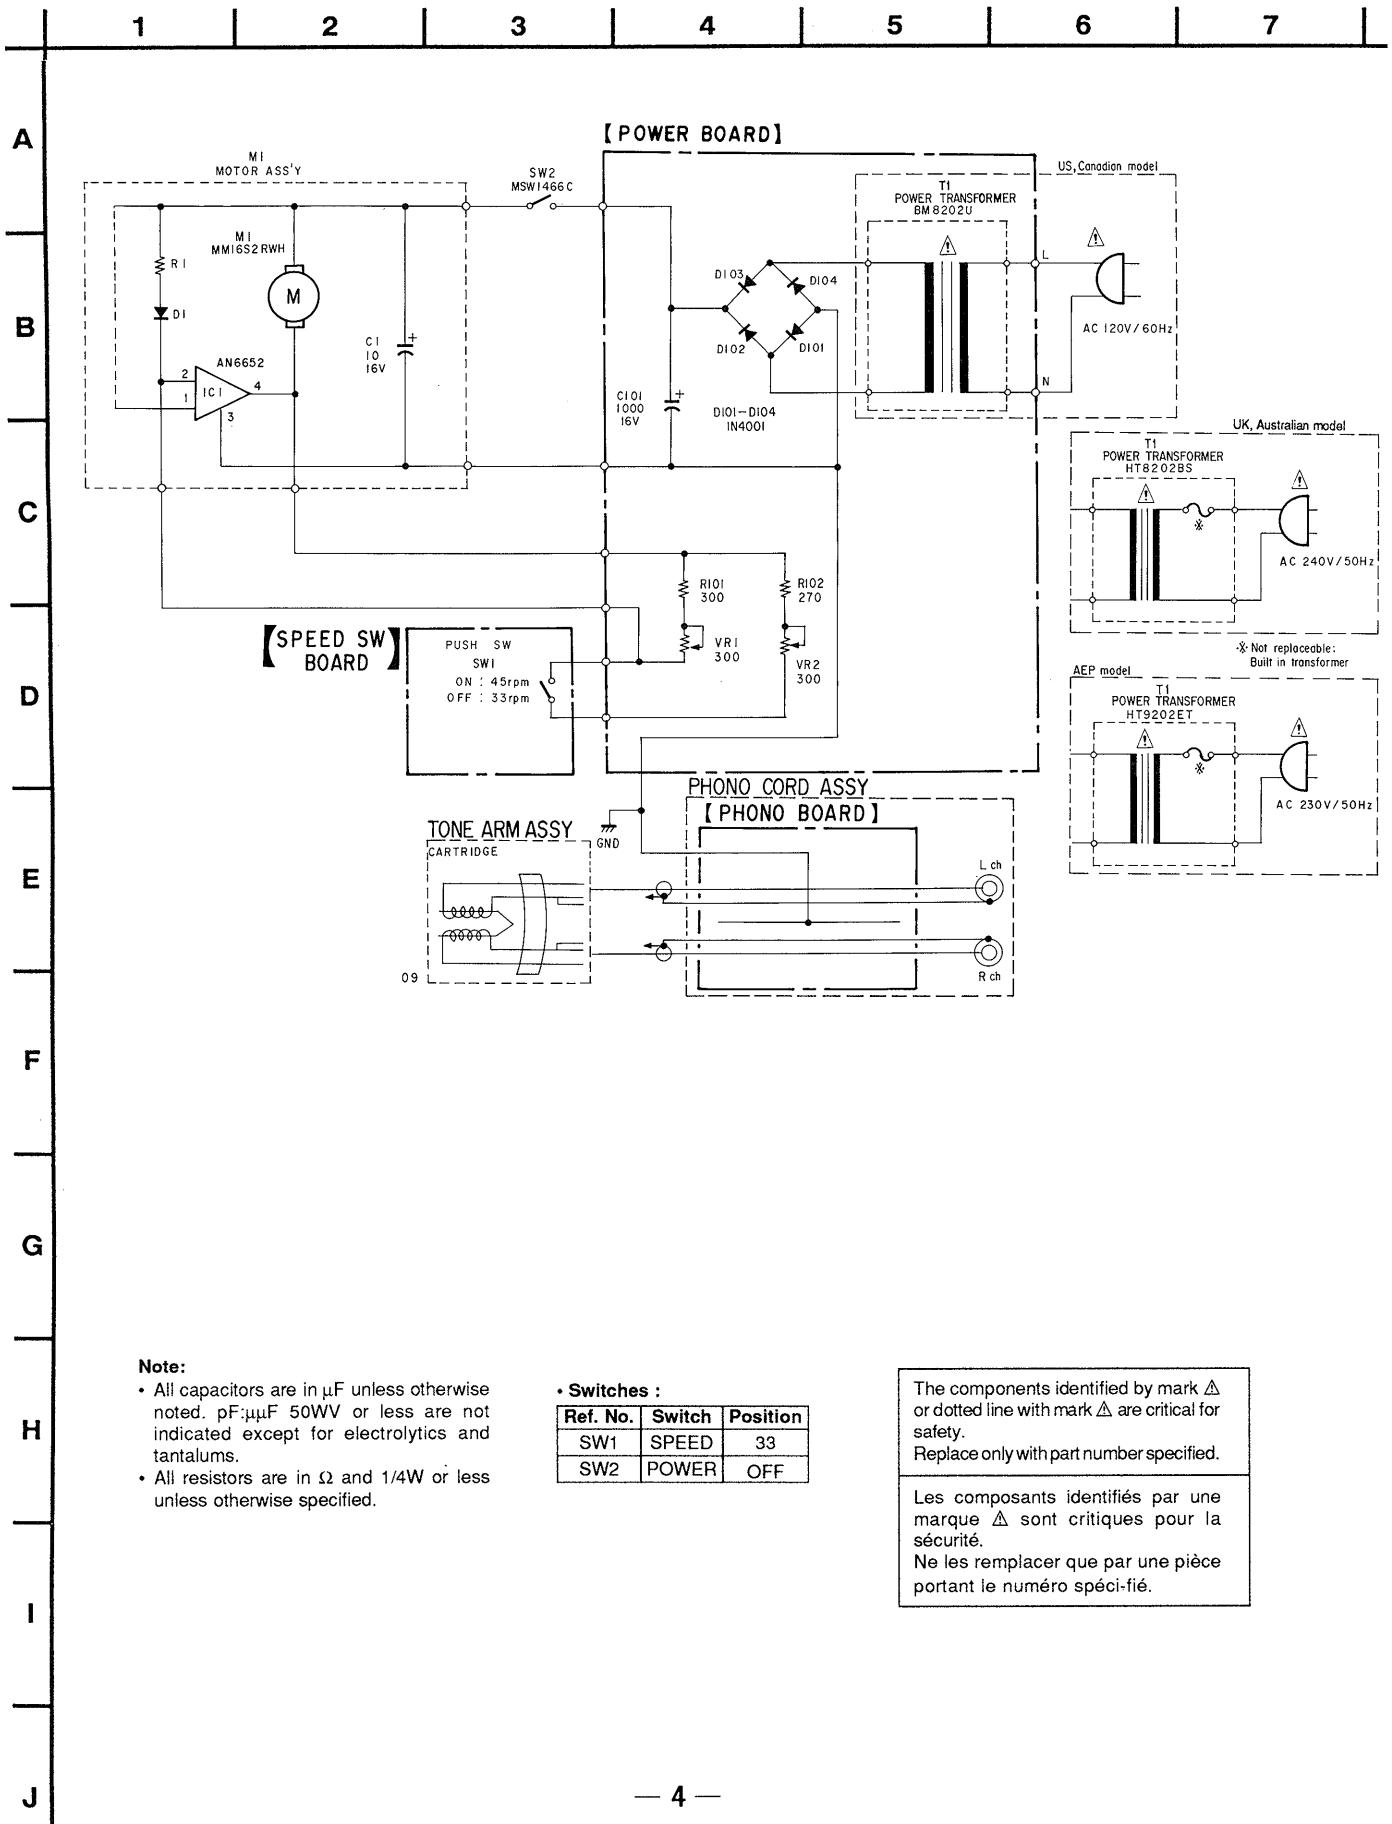 1 2 3 4 5 6 7
A
B
C
D
E
F
G
H
I
J
【POWER BOARD】
M1
MOTOR ASS'Y
SW2
MSW1466C
US, Canadian model
T1
POWER TRANSFORMER
BM8202U
M1
MM16S2RWH
R1
D1
M
C1
10
16V
AN6652
IC1
2
1
4
3
D103
D104
D102
D101
C101
1000
16V
D101-D104
1N4001
L
N
AC 120V/60Hz
UK, Australian model
T1
POWER TRANSFORMER
HT8202BS
※
AC 240V/50Hz
※ Not replaceable:
Built in transformer
R101
300
R102
270
VR1
300
VR2
300
【SPEED SW BOARD】
PUSH SW
SW1
ON : 45rpm
OFF : 33rpm
AEP model
T1
POWER TRANSFORMER
HT9202ET
※
AC 230V/50Hz
PHONO CORD ASSY
【PHONO BOARD】
TONE ARM ASSY
CARTRIDGE
GND
L ch
R ch
09
Note:
• All capacitors are in μF unless otherwise
noted. pF:μμF 50WV or less are not
indicated except for electrolytics and
tantalums.
• All resistors are in Ω and 1/4W or less
unless otherwise specified.
• Switches :
Ref. No. Switch Position
SW1 SPEED 33
SW2 POWER OFF
The components identified by mark ⚠
or dotted line with mark ⚠ are critical for
safety.
Replace only with part number specified.
Les composants identifiés par une
marque ⚠ sont critiques pour la
sécurité.
Ne les remplacer que par une pièce
portant le numéro spéci-fié.
— 4 —